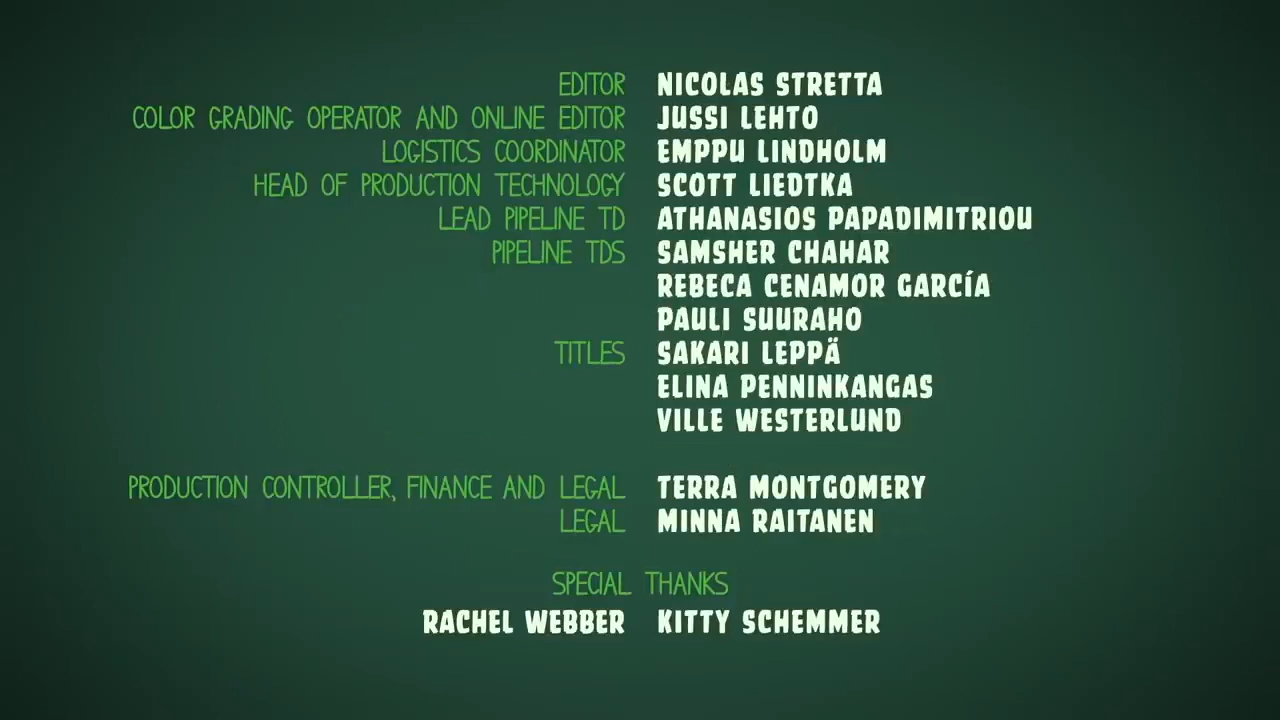 EDITOR NICOLAS STRETTA
COLOR GRADING OPERATOR AND ONLINE EDITOR JUSSI LEHTO
LOGISTICS COORDINATOR EMPPU LINDHOLM
HEAD OF PRODUCTION TECHNOLOGY SCOTT LIEDTKA
LEAD PIPELINE TD ATHANASIOS PAPADIMITRIOU
PIPELINE TDS SAMSHER CHAHAR
REBECA CENAMOR GARCÍA
PAULI SUURAHO
TITLES SAKARI LEPPÄ
ELINA PENNINKANGAS
VILLE WESTERLUND
PRODUCTION CONTROLLER, FINANCE AND LEGAL TERRA MONTGOMERY
LEGAL MINNA RAITANEN
SPECIAL THANKS
RACHEL WEBBER KITTY SCHEMMER